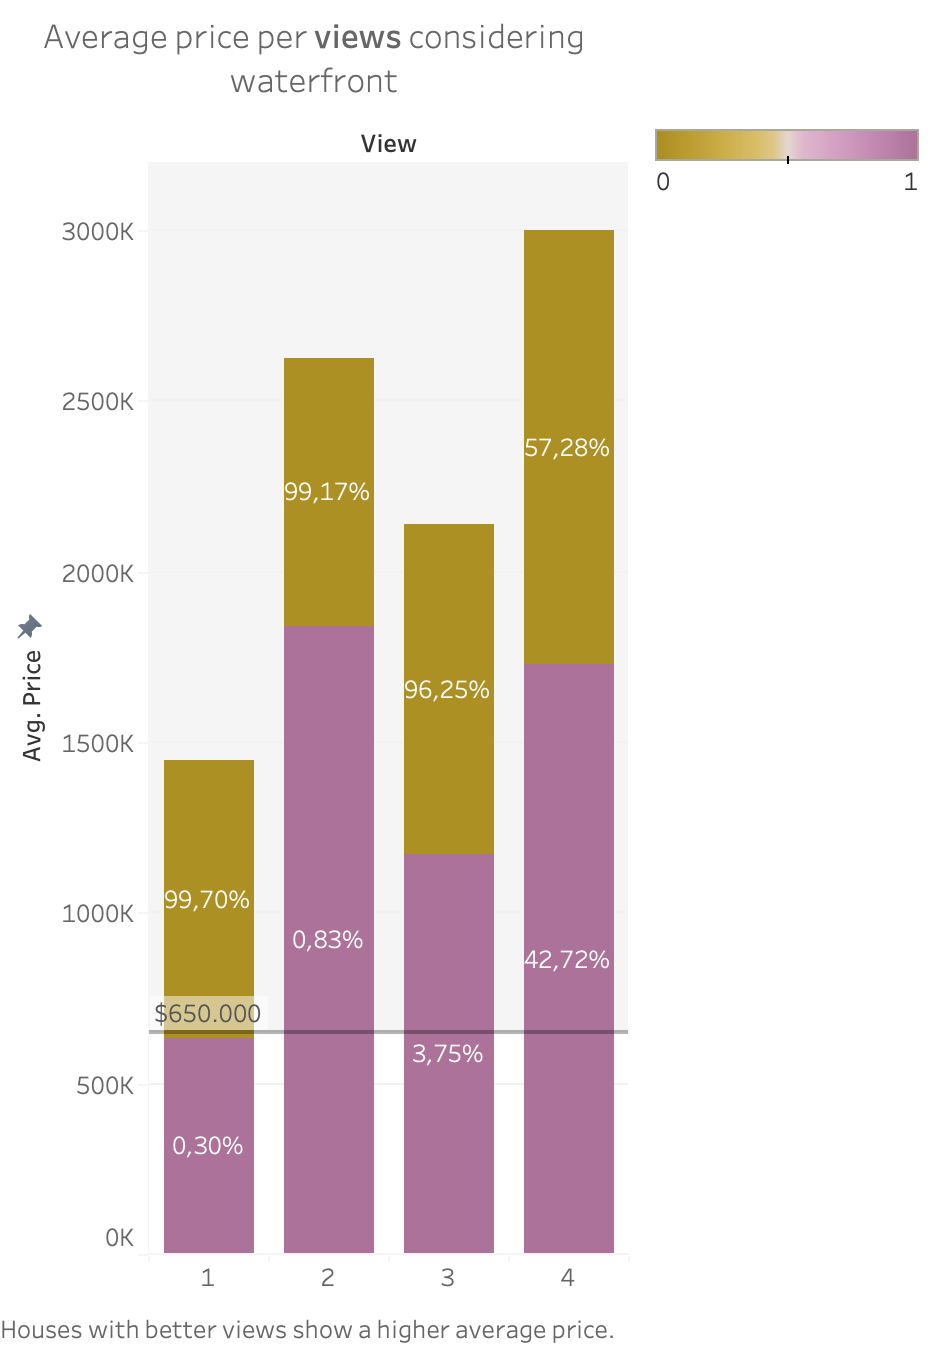 Average price per views considering
waterfront
View
0 1
3000K
2500K
2000K
1500K
1000K
500K
0K
Avg. Price
57,28%
99,17%
96,25%
99,70%
0,83%
42,72%
$650.000
3,75%
0,30%
1 2 3 4
Houses with better views show a higher average price.